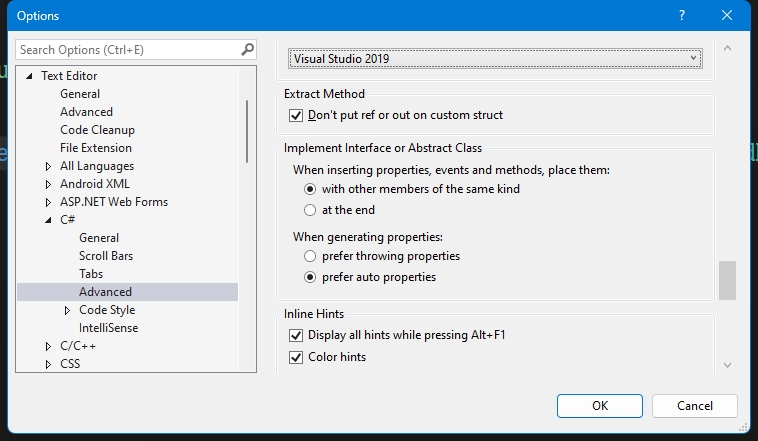 Options
?
Search Options (Ctrl+E)
Text Editor
General
Advanced
Code Cleanup
File Extension
All Languages
Android XML
ASP.NET Web Forms
C#
General
Scroll Bars
Tabs
Advanced
Code Style
IntelliSense
C/C++
CSS
Visual Studio 2019
Extract Method
Don't put ref or out on custom struct
Implement Interface or Abstract Class
When inserting properties, events and methods, place them:
with other members of the same kind
at the end
When generating properties:
prefer throwing properties
prefer auto properties
Inline Hints
Display all hints while pressing Alt+F1
Color hints
OK
Cancel